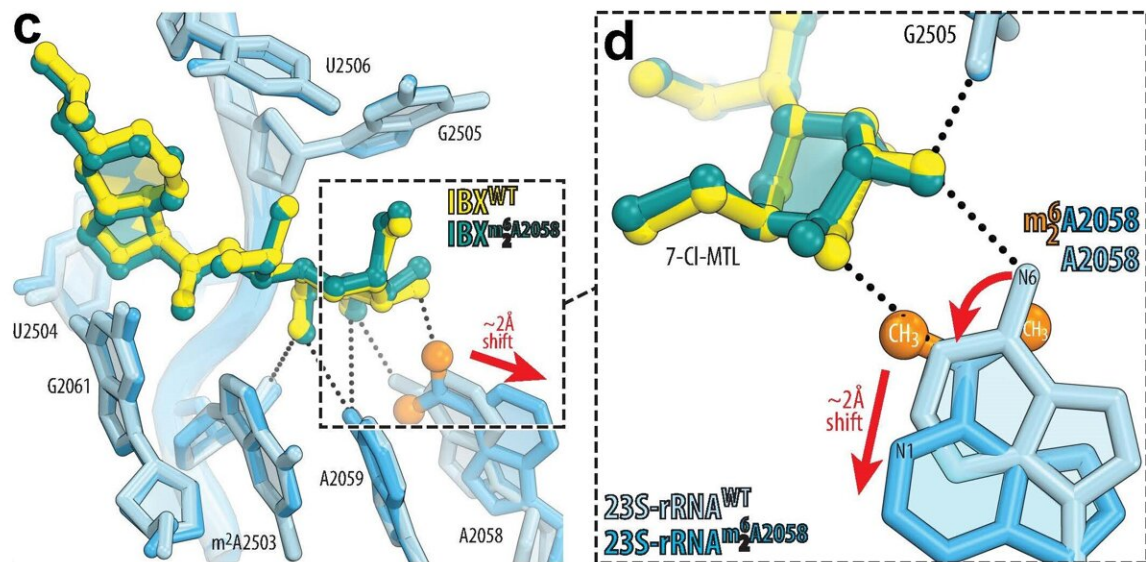 c
U2506
G2505
IBX^WT
IBX^m⁶₂A2058
~2Å
shift
U2504
G2061
A2059
m²A2503
A2058
d
G2505
7-Cl-MTL
m⁶₂A2058
A2058
N6
CH₃
CH₃
~2Å
shift
N1
23S-rRNA^WT
23S-rRNA^m⁶₂A2058